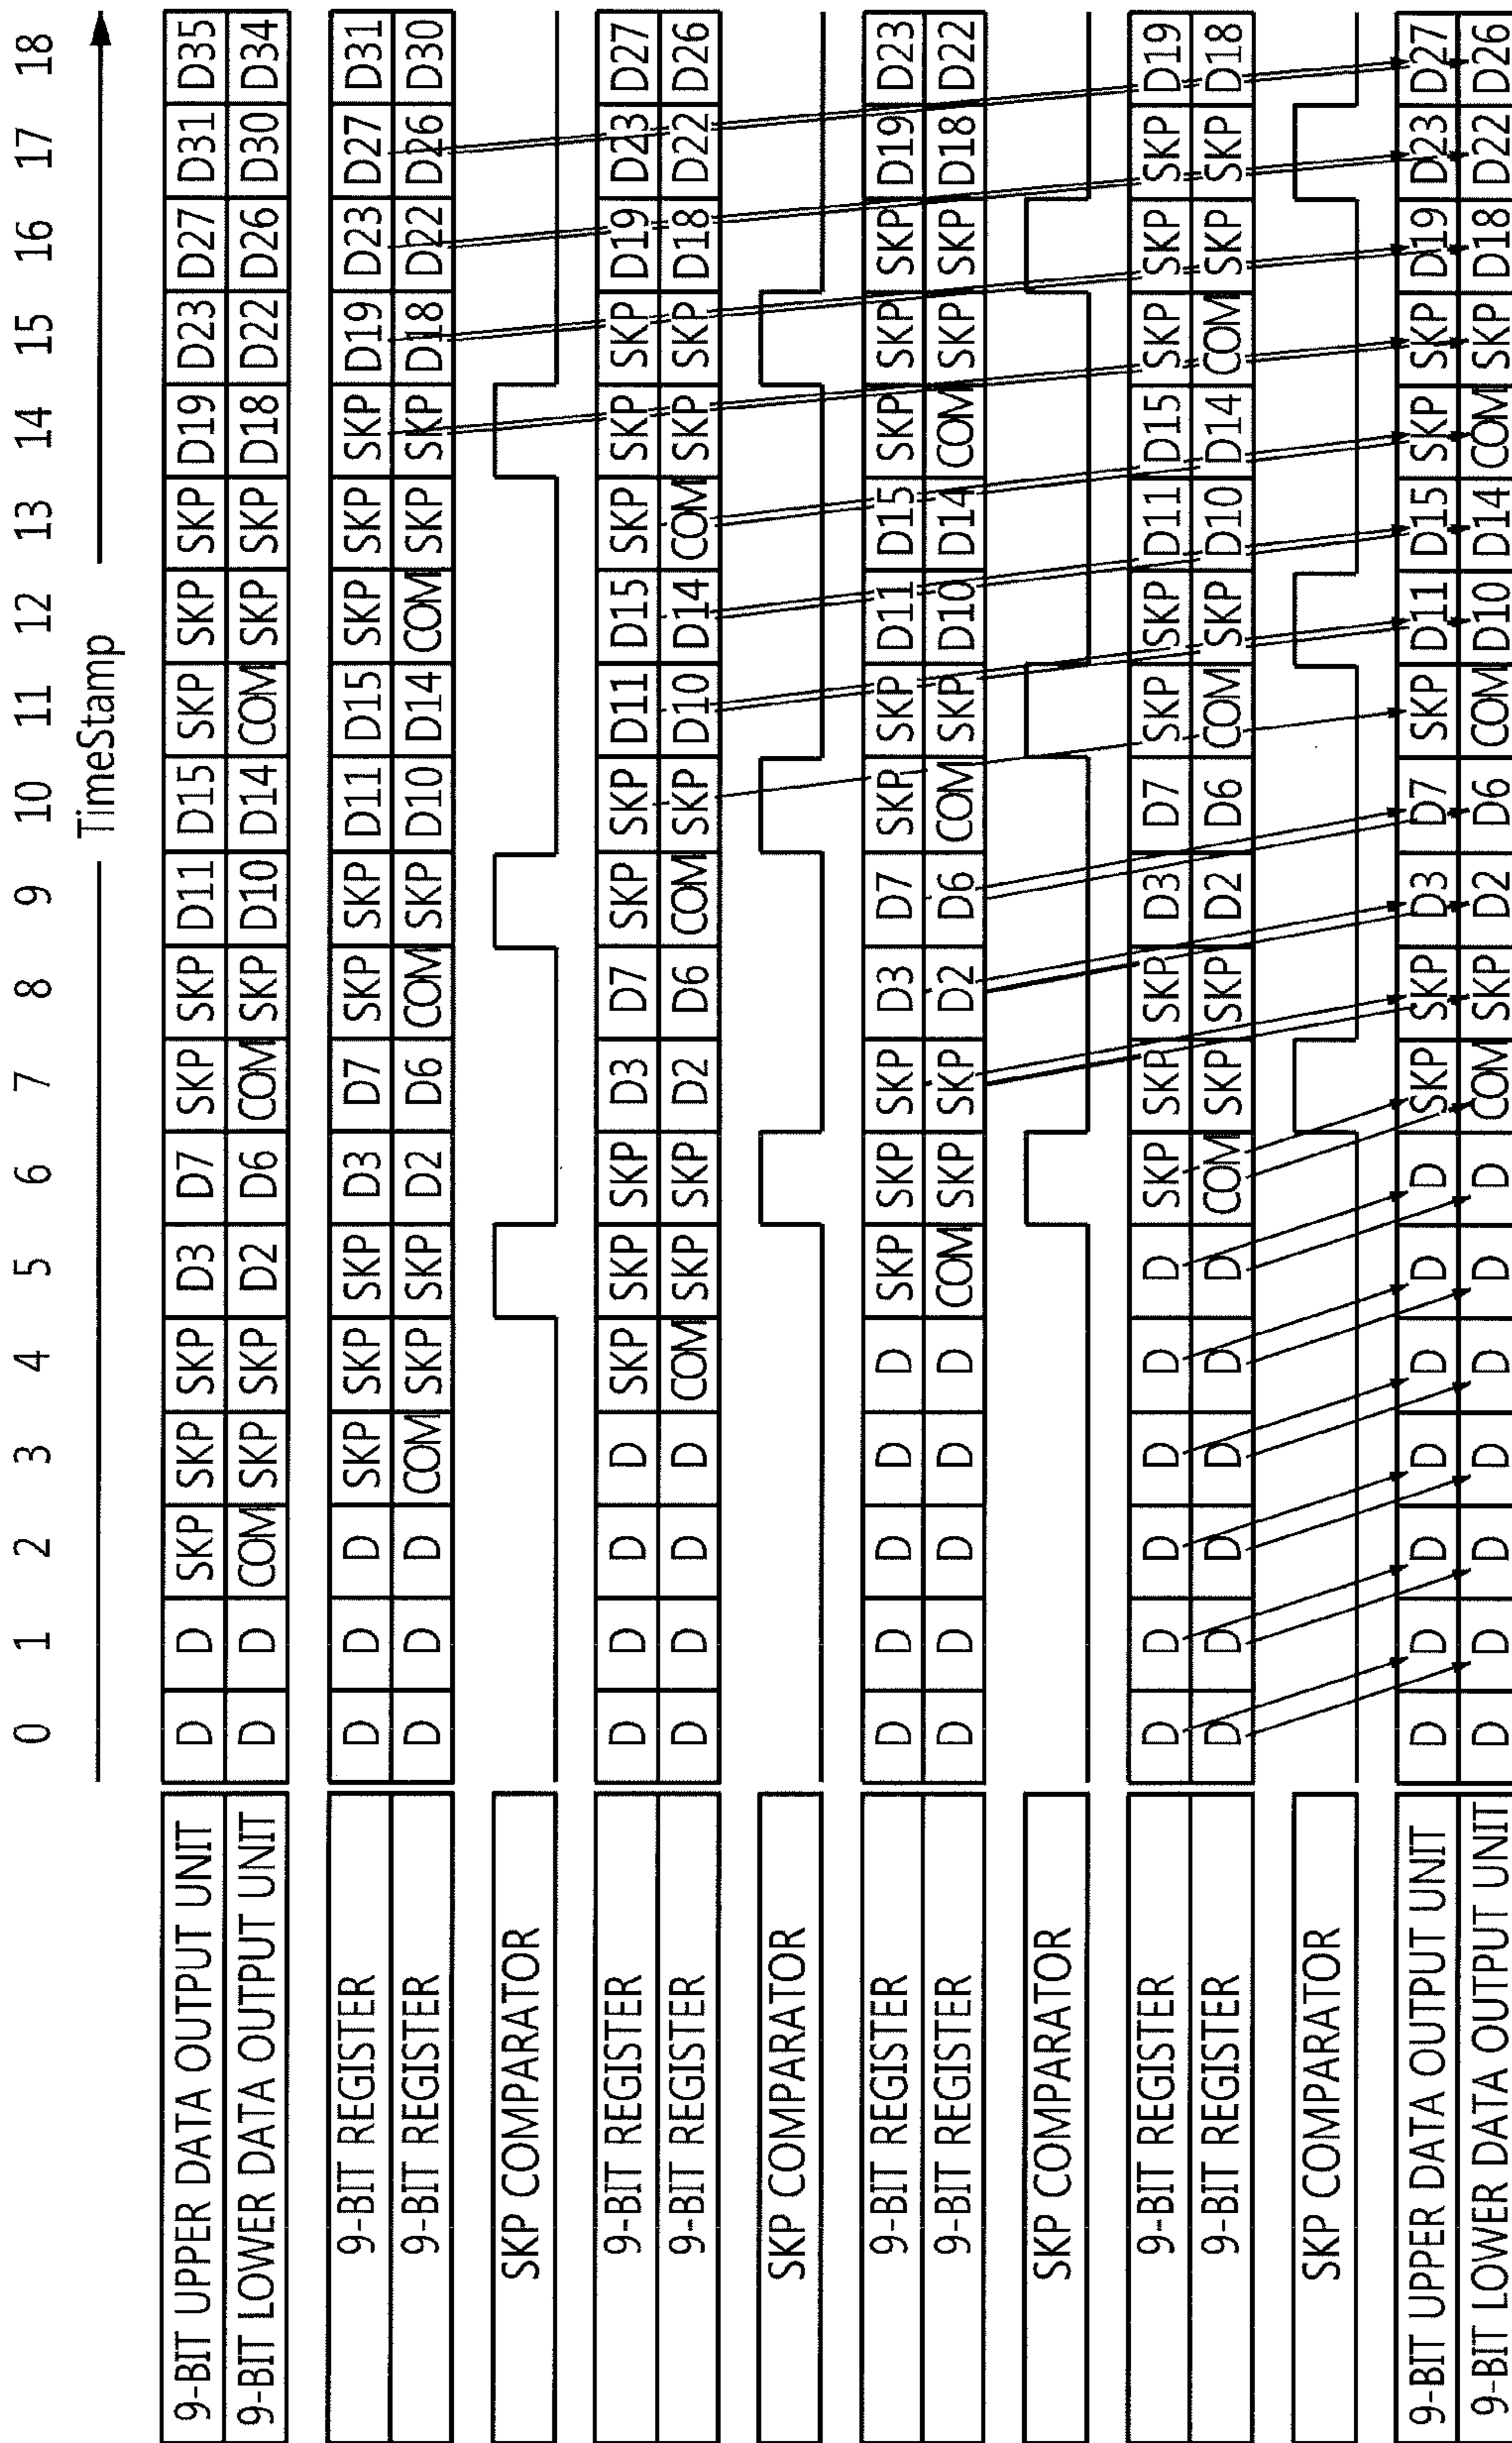 0 1 2 3 4 5 6 7 8 9 10 11 12 13 14 15 16 17 18
TimeStamp
9-BIT UPPER DATA OUTPUT UNIT D D SKP SKP SKP D3 D7 SKP SKP D11 D15 SKP SKP SKP D19 D23 D27 D31 D35
9-BIT LOWER DATA OUTPUT UNIT D D COM SKP SKP D2 D6 COM SKP D10 D14 COM SKP SKP D18 D22 D26 D30 D34
9-BIT REGISTER D D D SKP SKP SKP D3 D7 SKP SKP D11 D15 SKP SKP SKP D19 D23 D27 D31
9-BIT REGISTER D D D COM SKP SKP D2 D6 COM SKP D10 D14 COM SKP SKP D18 D22 D26 D30
SKP COMPARATOR
9-BIT REGISTER D D D D SKP SKP SKP D3 D7 SKP SKP D11 D15 SKP SKP SKP D19 D23 D27
9-BIT REGISTER D D D D COM SKP SKP D2 D6 COM SKP D10 D14 COM SKP SKP D18 D22 D26
SKP COMPARATOR
9-BIT REGISTER D D D D D SKP SKP SKP D3 D7 SKP SKP D11 D15 SKP SKP SKP D19 D23
9-BIT REGISTER D D D D D COM SKP SKP D2 D6 COM SKP D10 D14 COM SKP SKP D18 D22
SKP COMPARATOR
9-BIT REGISTER D D D D D D SKP SKP SKP D3 D7 SKP SKP D11 D15 SKP SKP SKP D19
9-BIT REGISTER D D D D D D COM SKP SKP D2 D6 COM SKP D10 D14 COM SKP SKP D18
SKP COMPARATOR
9-BIT UPPER DATA OUTPUT UNIT D D D D D D D SKP SKP D3 D7 SKP D11 D15 SKP SKP D19 D23 D27
9-BIT LOWER DATA OUTPUT UNIT D D D D D D D COM SKP D2 D6 COM D10 D14 COM SKP D18 D22 D26